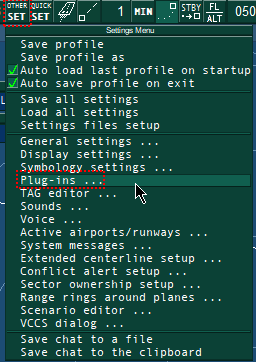 OTHER SET QUICK SET 1 MIN STBY FL ALT 050
Settings Menu
Save profile
Save profile as
Auto load last profile on startup
Auto save profile on exit
Save all settings
Load all settings
Settings files setup
General settings ...
Display settings ...
Symbology settings ...
Plug-ins ...
TAG editor ...
Sounds ...
Voice ...
Active airports/runways ...
System messages ...
Extended centerline setup ...
Conflict alert setup ...
Sector ownership setup ...
Range rings around planes ...
Scenario editor ...
VCCS dialog ...
Save chat to a file
Save chat to the clipboard